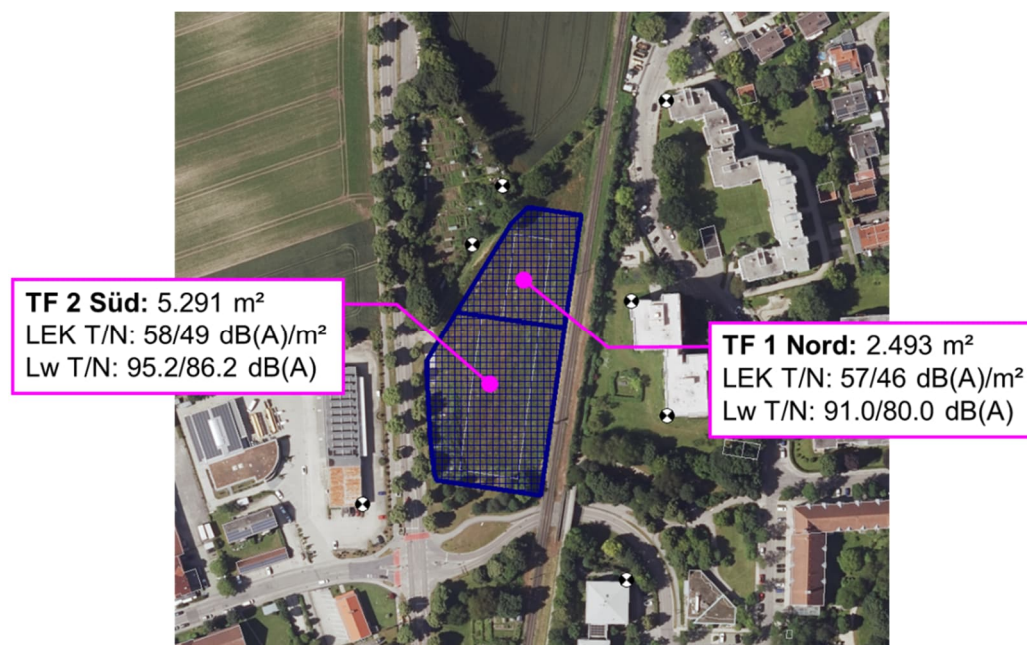 TF 2 Süd: 5.291 m²
LEK T/N: 58/49 dB(A)/m²
Lw T/N: 95.2/86.2 dB(A)
TF 1 Nord: 2.493 m²
LEK T/N: 57/46 dB(A)/m²
Lw T/N: 91.0/80.0 dB(A)